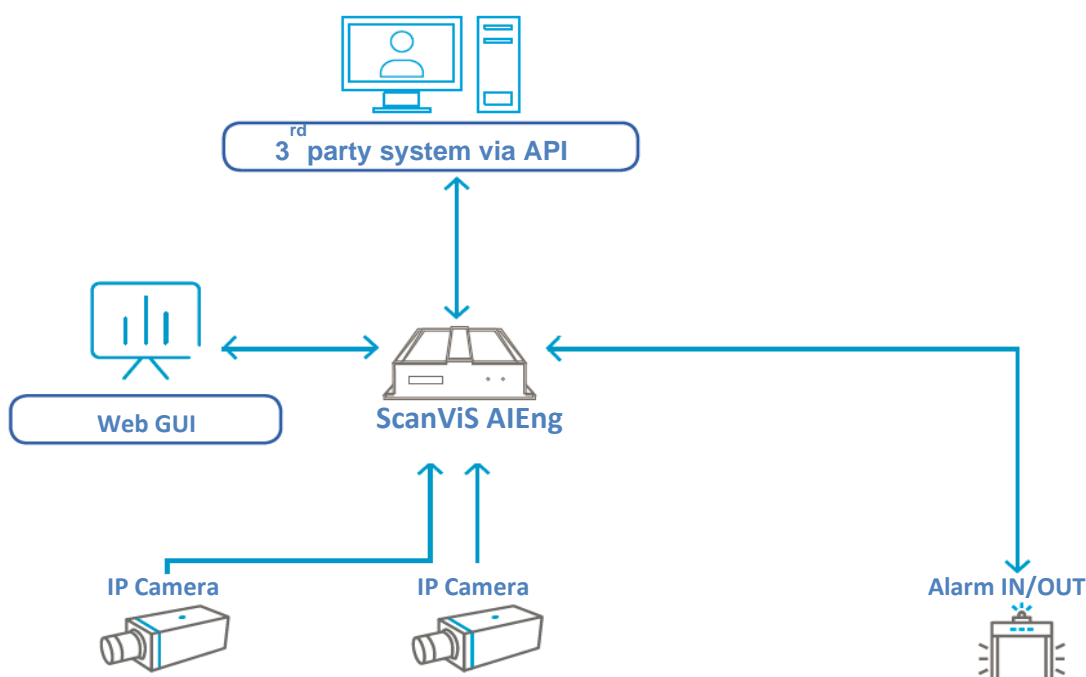 3rd party system via API
Web GUI
ScanViS AIEng
IP Camera
IP Camera
Alarm IN/OUT